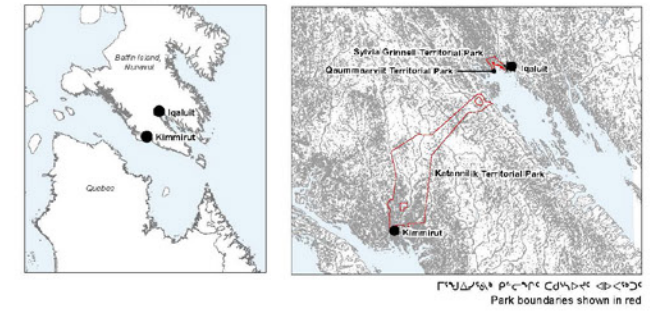 Baffin Island,
Nunavut
Iqaluit
Kimmirut
Quebec
Sylvia Grinnell Territorial Park
Iqaluit
Qaummaarviit Territorial Park
Katannilik Territorial Park
Kimmirut
Park boundaries shown in red